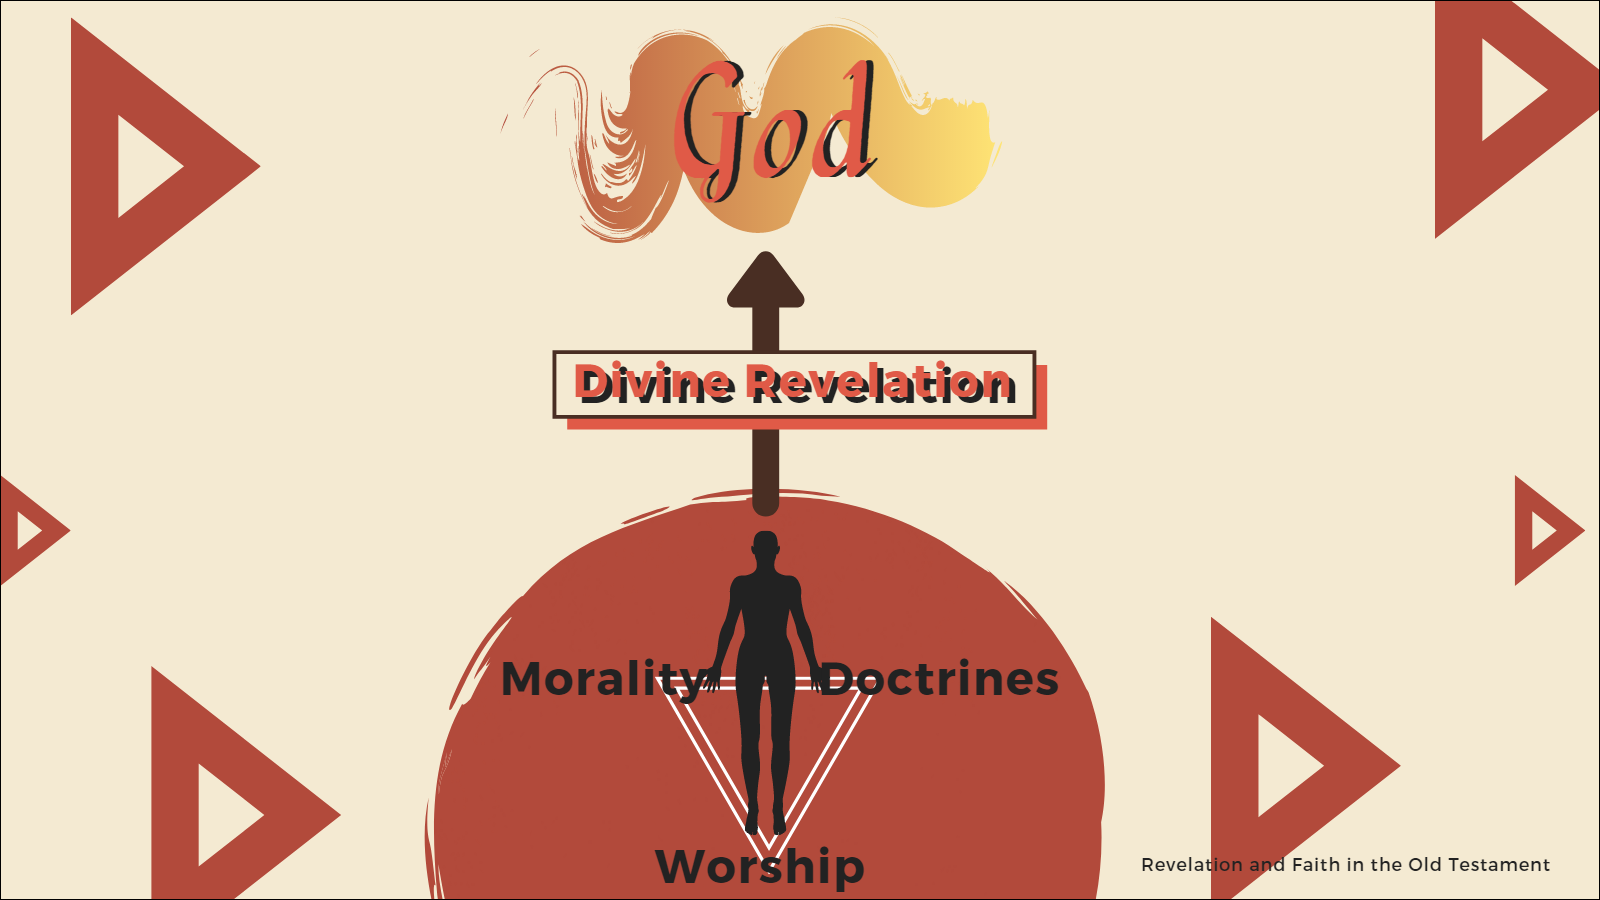 God
Divine Revelation
Morality
Doctrines
Worship
Revelation and Faith in the Old Testament